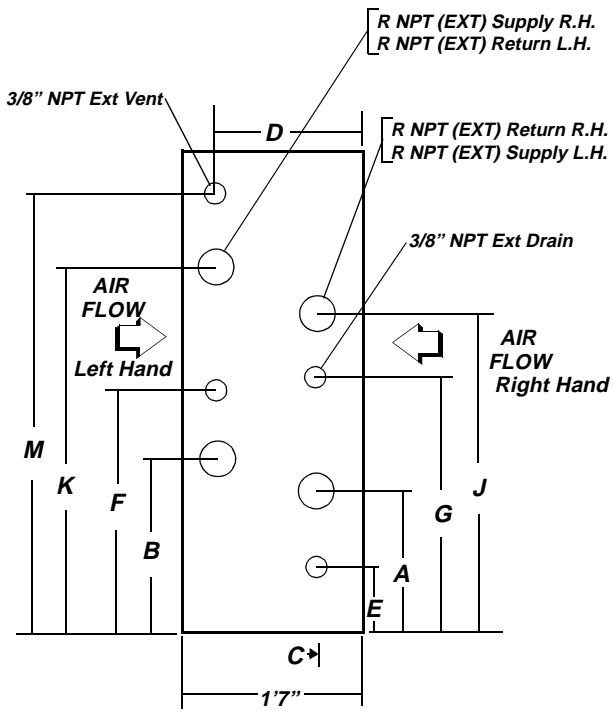 R NPT (EXT) Supply R.H.
R NPT (EXT) Return L.H.
3/8” NPT Ext Vent
R NPT (EXT) Return R.H.
R NPT (EXT) Supply L.H.
D
3/8” NPT Ext Drain
AIR
FLOW
Left Hand
AIR
FLOW
Right Hand
M
K
F
B
J
G
A
E
C
1’7”